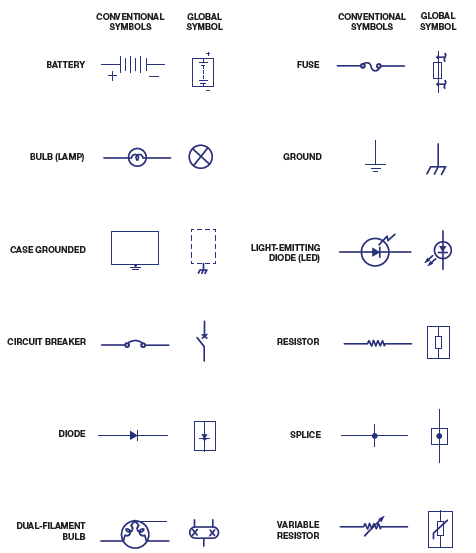 CONVENTIONAL
SYMBOLS
GLOBAL
SYMBOL
BATTERY
BULB (LAMP)
CASE GROUNDED
CIRCUIT BREAKER
DIODE
DUAL-FILAMENT
BULB
CONVENTIONAL
SYMBOLS
GLOBAL
SYMBOL
FUSE
GROUND
LIGHT-EMITTING
DIODE (LED)
RESISTOR
SPLICE
VARIABLE
RESISTOR